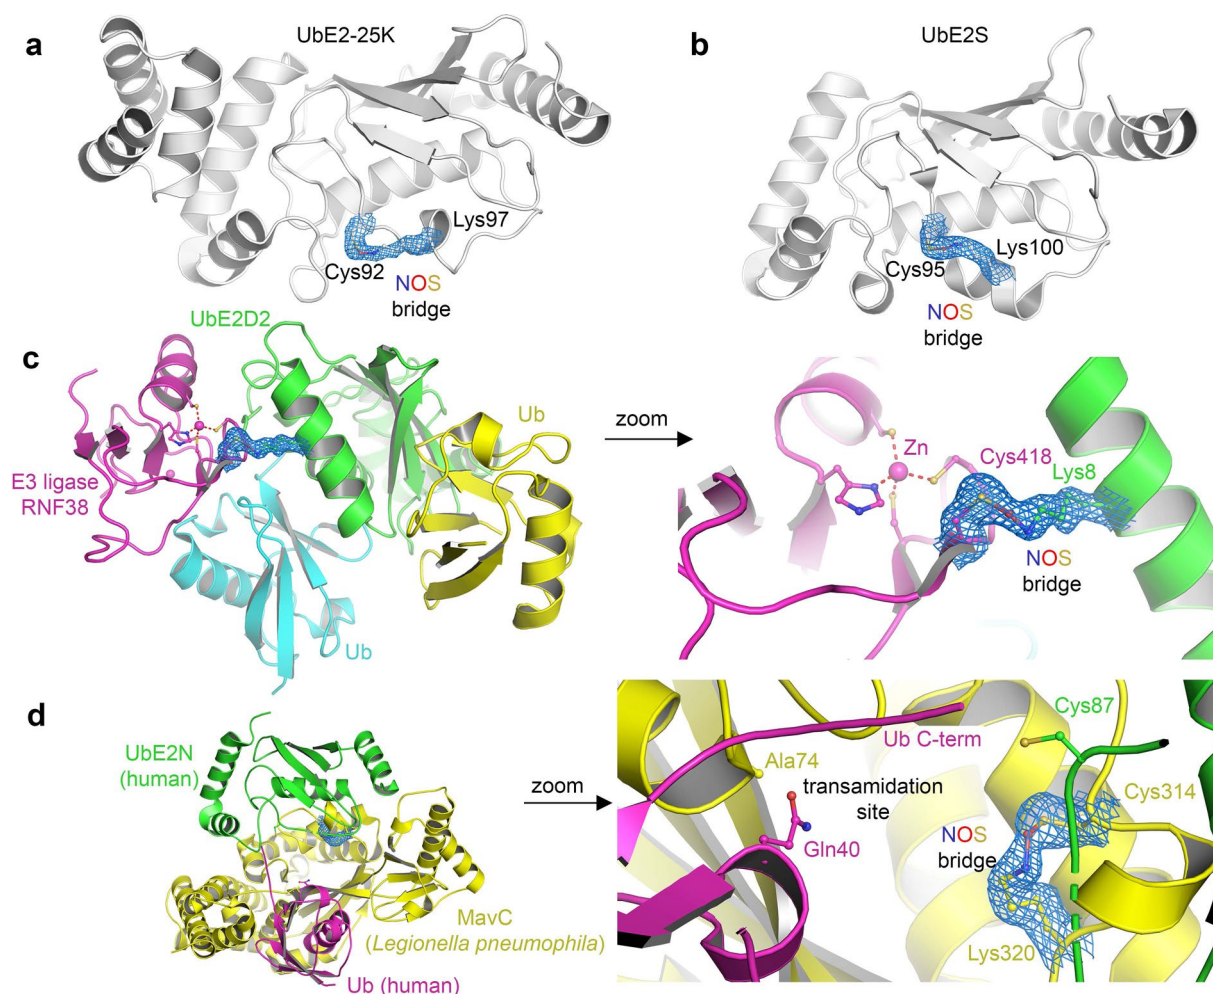 a
UbE2-25K
Lys97
Cys92
NOS
bridge
b
UbE2S
Lys100
Cys95
NOS
bridge
c
UbE2D2
Ub
E3 ligase
RNF38
Ub
zoom
Zn
Cys418
Lys8
NOS
bridge
d
UbE2N
(human)
MavC
(Legionella pneumophila)
Ub (human)
zoom
Cys87
Ub C-term
Ala74
transamidation
site
Cys314
NOS
bridge
Gln40
Lys320